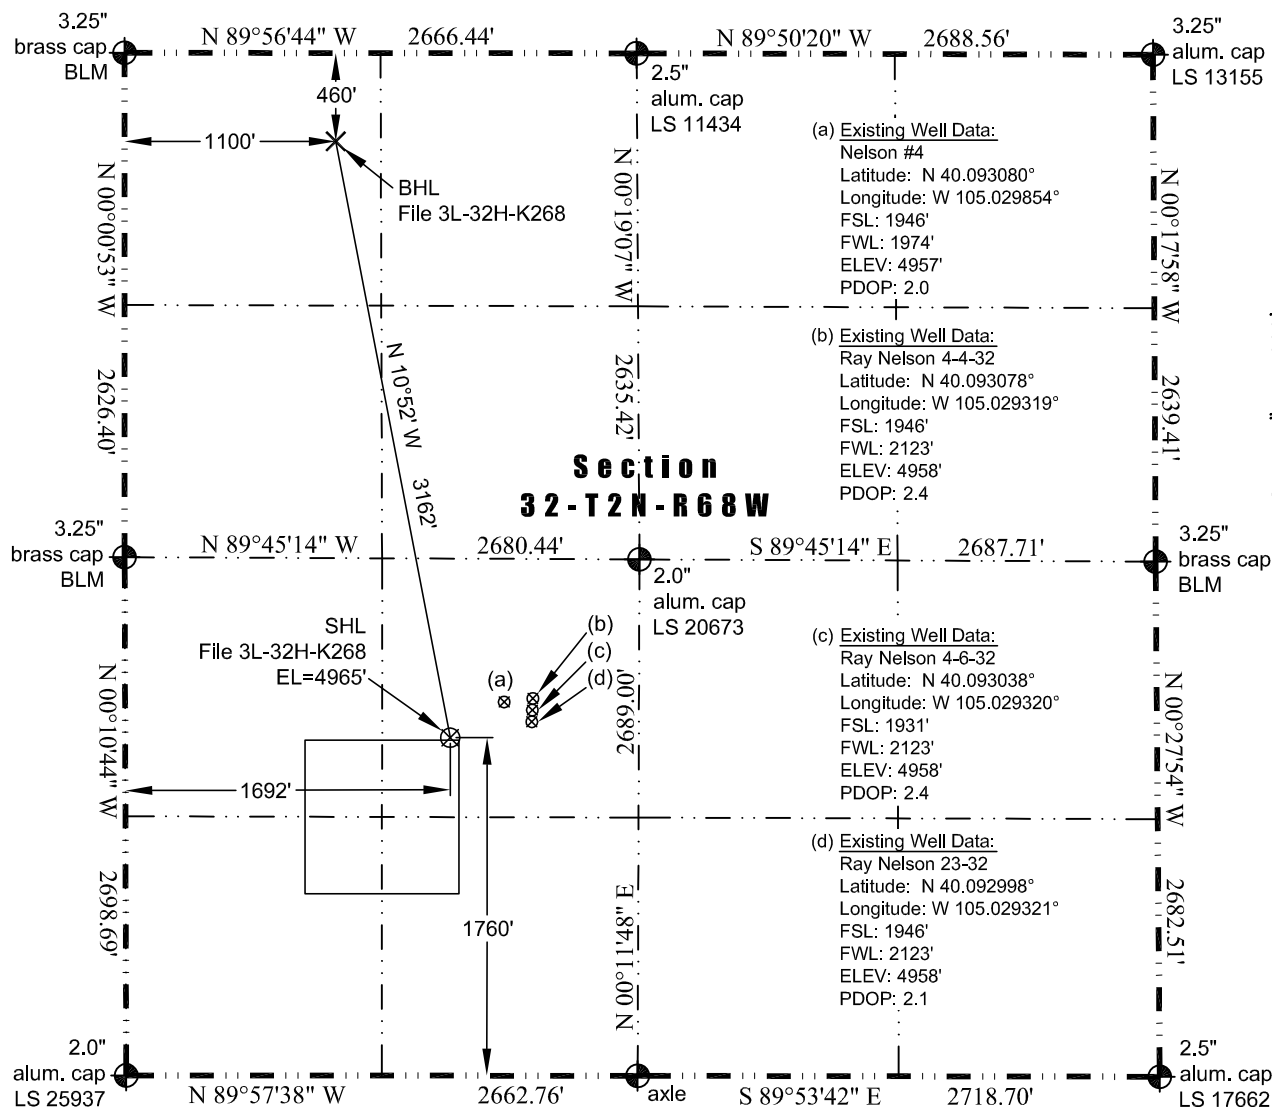 3.25"
brass cap
BLM
N 89°56'44" W
2666.44'
N 89°50'20" W
2688.56'
3.25"
alum. cap
LS 13155
2.5"
alum. cap
LS 11434
460'
1100'
BHL
File 3L-32H-K268
N 00°00'53" W
2626.40'
N 00°19'07" W
2635.42'
N 00°17'58" W
2639.41'
(a) Existing Well Data:
Nelson #4
Latitude: N 40.093080°
Longitude: W 105.029854°
FSL: 1946'
FWL: 1974'
ELEV: 4957'
PDOP: 2.0
(b) Existing Well Data:
Ray Nelson 4-4-32
Latitude: N 40.093078°
Longitude: W 105.029319°
FSL: 1946'
FWL: 2123'
ELEV: 4958'
PDOP: 2.4
N 10°52' W
3162'
Section
32-T2N-R68W
3.25"
brass cap
BLM
N 89°45'14" W
2680.44'
S 89°45'14" E
2687.71'
3.25"
brass cap
BLM
2.0"
alum. cap
LS 20673
SHL
File 3L-32H-K268
EL=4965'
(a)
(b)
(c)
(d)
2689.00'
N 00°11'48" E
1692'
1760'
N 00°10'44" W
2698.69'
N 00°27'54" W
2682.51'
(c) Existing Well Data:
Ray Nelson 4-6-32
Latitude: N 40.093038°
Longitude: W 105.029320°
FSL: 1931'
FWL: 2123'
ELEV: 4958'
PDOP: 2.4
(d) Existing Well Data:
Ray Nelson 23-32
Latitude: N 40.092998°
Longitude: W 105.029321°
FSL: 1946'
FWL: 2123'
ELEV: 4958'
PDOP: 2.1
2.0"
alum. cap
LS 25937
N 89°57'38" W
2662.76'
axle
S 89°53'42" E
2718.70'
2.5"
alum. cap
LS 17662